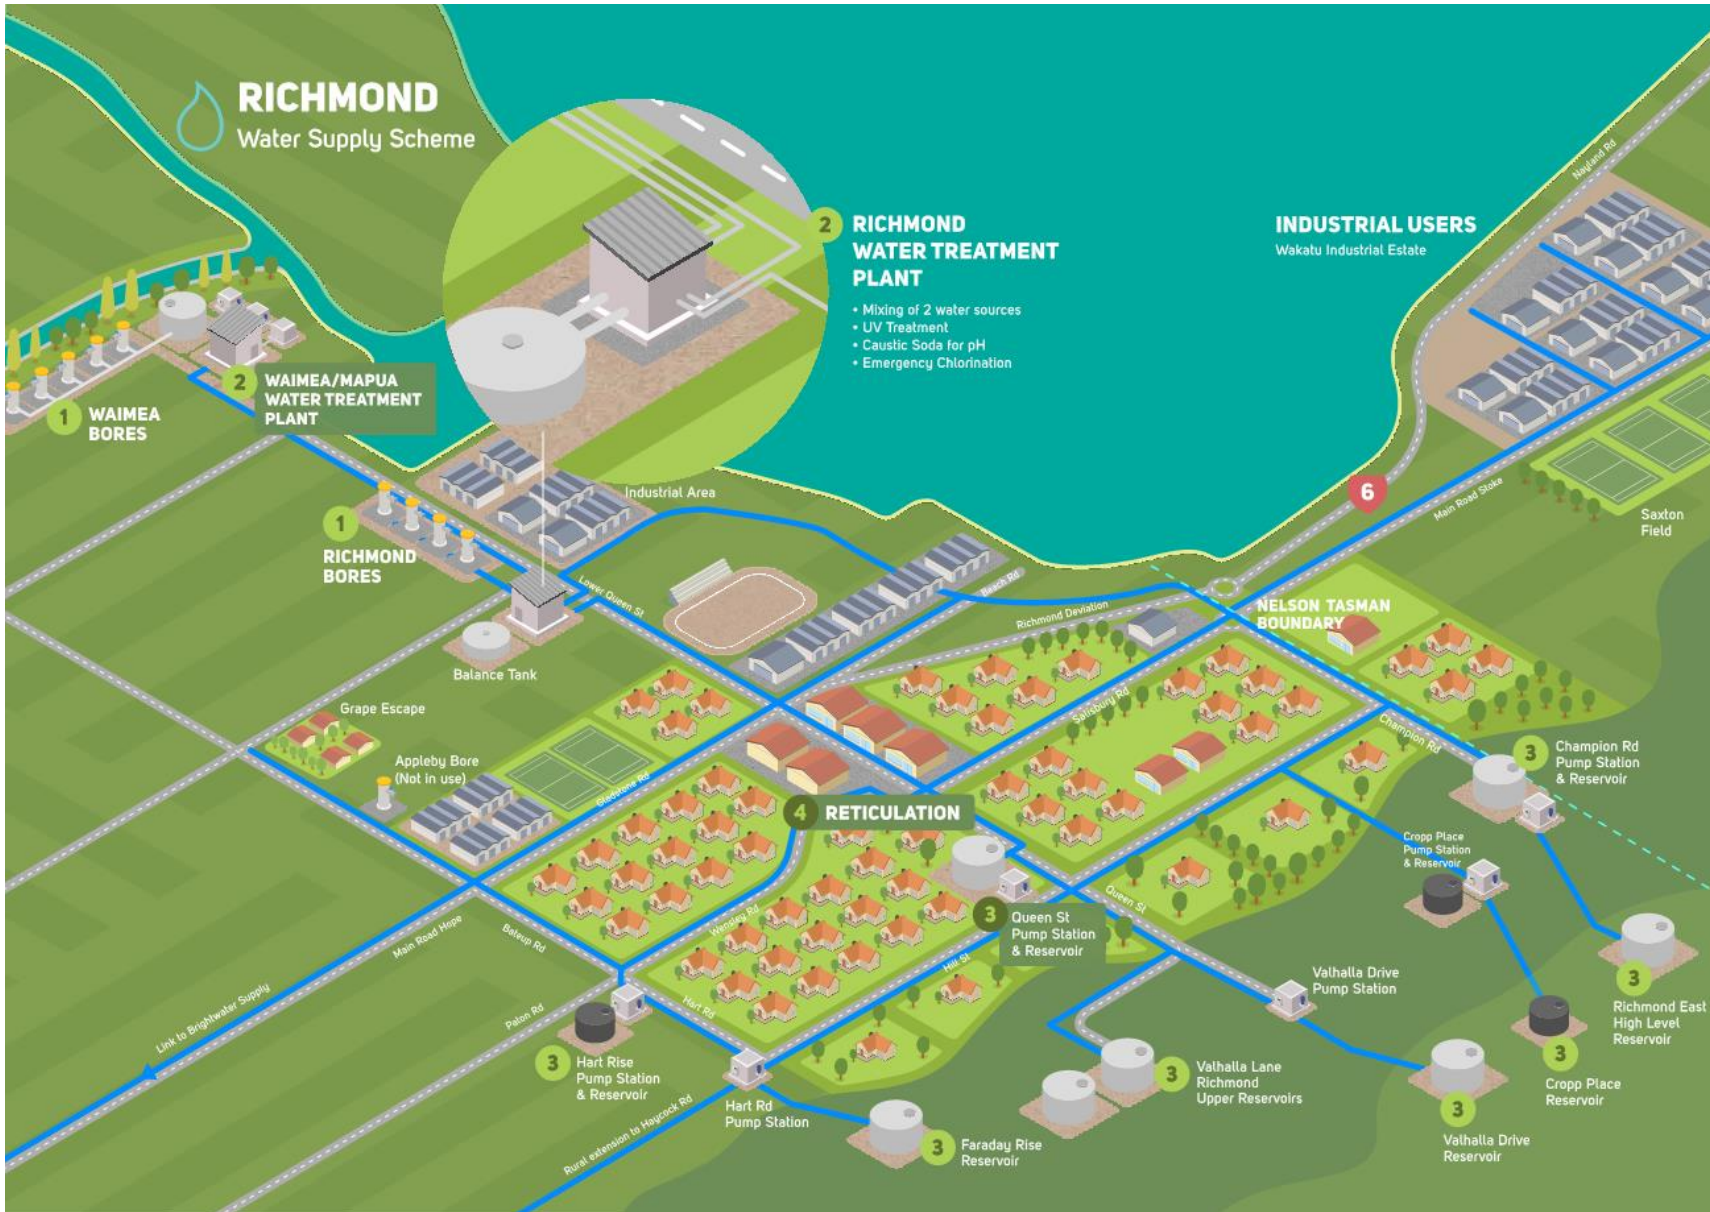 RICHMOND
Water Supply Scheme
2
RICHMOND
WATER TREATMENT
PLANT
• Mixing of 2 water sources
• UV Treatment
• Caustic Soda for pH
• Emergency Chlorination
INDUSTRIAL USERS
Wakatu Industrial Estate
Nayland Rd
2
WAIMEA/MAPUA
WATER TREATMENT
PLANT
1
WAIMEA
BORES
1
RICHMOND
BORES
Industrial Area
6
Main Road Stoke
Saxton
Field
Lower Queen St
Beach Rd
Richmond Deviation
NELSON TASMAN
BOUNDARY
Balance Tank
Grape Escape
Appleby Bore
(Not in use)
Gladstone Rd
Salisbury Rd
Champion Rd
3
Champion Rd
Pump Station
& Reservoir
4
RETICULATION
Cropp Place
Pump Station
& Reservoir
Queen St
3
Queen St
Pump Station
& Reservoir
Wensley Rd
Main Road Hope
Bateup Rd
Hill St
Valhalla Drive
Pump Station
3
Richmond East
High Level
Reservoir
Link to Brightwater Supply
Paton Rd
Hart Rd
3
Hart Rise
Pump Station
& Reservoir
Hart Rd
Pump Station
Rural extension to Haycock Rd
3
Faraday Rise
Reservoir
3
Valhalla Lane
Richmond
Upper Reservoirs
3
Valhalla Drive
Reservoir
3
Cropp Place
Reservoir